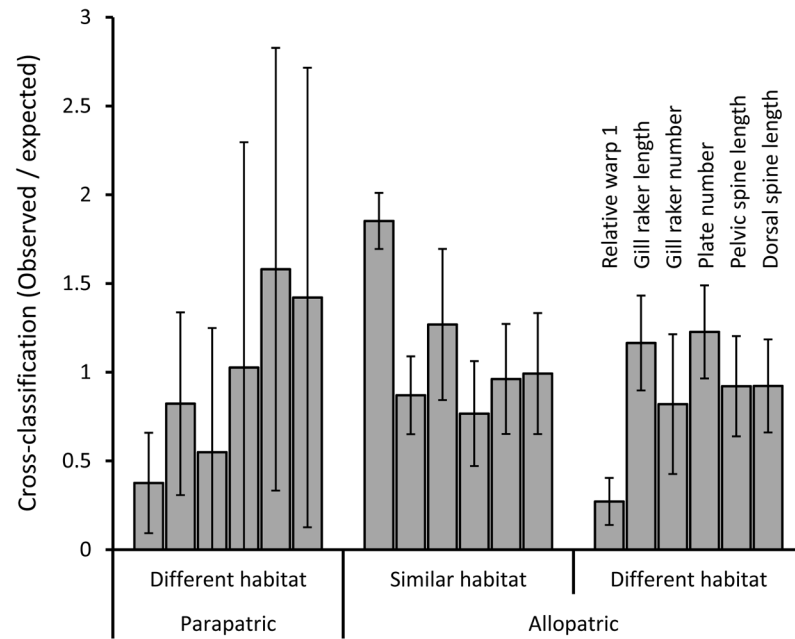 Cross-classification (Observed / expected)
3
2.5
2
1.5
1
0.5
0
Relative warp 1
Gill raker length
Gill raker number
Plate number
Pelvic spine length
Dorsal spine length
Different habitat
Similar habitat
Different habitat
Parapatric
Allopatric